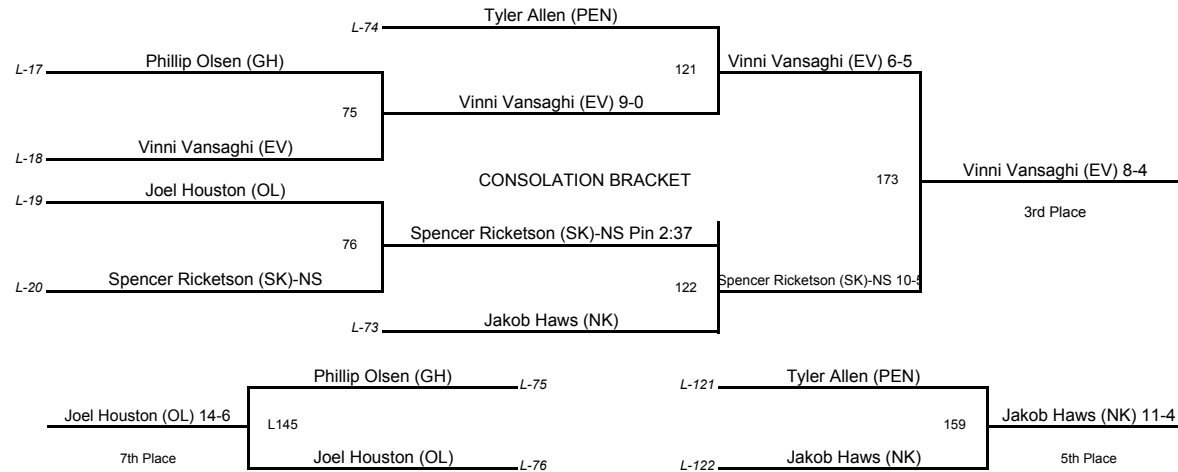 Tyler Allen (PEN)
L-74
Phillip Olsen (GH)
Vinni Vansaghi (EV) 6-5
L-17
121
Vinni Vansaghi (EV) 9-0
75
Vinni Vansaghi (EV)
L-18
Vinni Vansaghi (EV) 8-4
CONSOLATION BRACKET
173
Joel Houston (OL)
L-19
3rd Place
Spencer Ricketson (SK)-NS Pin 2:37
76
Spencer Ricketson (SK)-NS
Spencer Ricketson (SK)-NS 10-5
L-20
122
Jakob Haws (NK)
L-73
Phillip Olsen (GH)
L-75
L-121
Tyler Allen (PEN)
Joel Houston (OL) 14-6
L145
159
Jakob Haws (NK) 11-4
7th Place
Joel Houston (OL)
L-76
L-122
Jakob Haws (NK)
5th Place